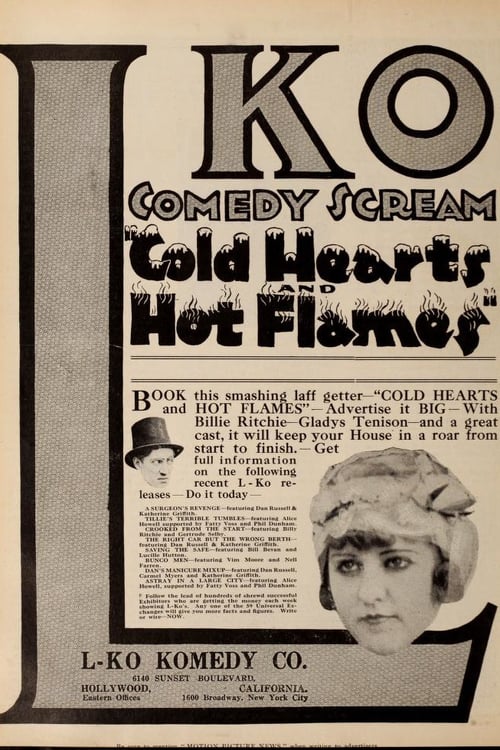 L-KO
COMEDY SCREAM
"Cold Hearts
AND
Hot Flames"
BOOK this smashing laff getter—"COLD HEARTS
and HOT FLAMES"—Advertise it BIG—With
Billie Ritchie—Gladys Tenison—and a great
cast, it will keep your House in a roar from
start to finish.—Get
full information
on the following
recent L-Ko re-
leases—Do it today—
A SURGEON'S REVENGE—featuring Dan Russell &
Katherine Griffith.
TILLIE'S TERRIBLE TUMBLES—featuring Alice
Howell supported by Fatty Voss and Phil Dunham.
CROOKED FROM THE START—featuring Billy
Ritchie and Gertrude Selby.
THE RIGHT CAR BUT THE WRONG BERTH—
featuring Dan Russell & Katherine Griffith.
SAVING THE SAFE—featuring Bill Bevan and
Lucille Hutton.
BUNCO MEN—featuring Vim Moore and Nell
Farren.
DAN'S MANICURE MIXUP—featuring Dan Russell,
Carmel Myers and Katherine Griffith.
ASTRAY IN A LARGE CITY—featuring Alice
Howell, supported by Fatty Voss and Phil Dunham.
Follow the lead of hundreds of shrewd successful
Exhibitors who are getting the money each week
showing L-Ko's. Any one of the 59 Universal Ex-
changes will give you more facts and figures. Write
or wire—NOW.
L-KO KOMEDY CO.
6140 SUNSET BOULEVARD,
HOLLYWOOD, CALIFORNIA.
Eastern Offices 1600 Broadway, New York City
Be sure to mention "MOTION PICTURE NEWS" when writing to advertisers